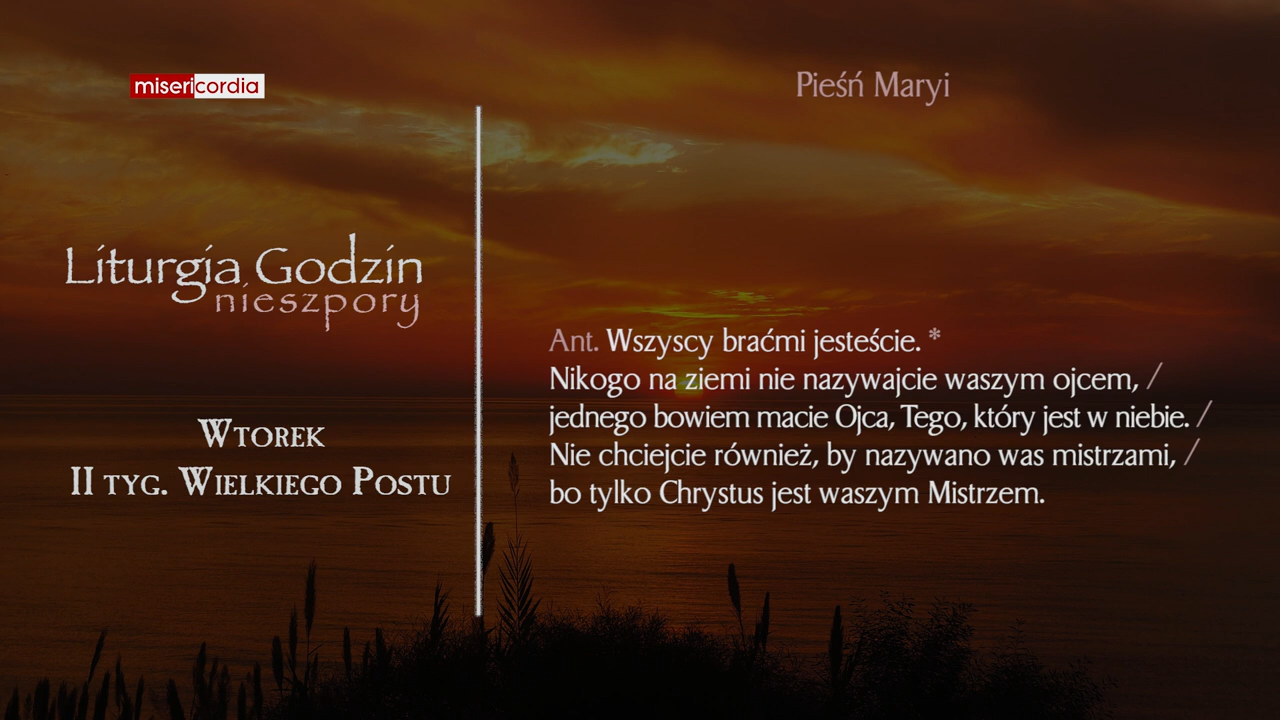 misericordia
Pieśń Maryi
Liturgia Godzin
nieszpory
Wtorek
II tyg. Wielkiego Postu
Ant. Wszyscy braćmi jesteście. *
Nikogo na ziemi nie nazywajcie waszym ojcem, /
jednego bowiem macie Ojca, Tego, który jest w niebie. /
Nie chciejcie również, by nazywano was mistrzami, /
bo tylko Chrystus jest waszym Mistrzem.